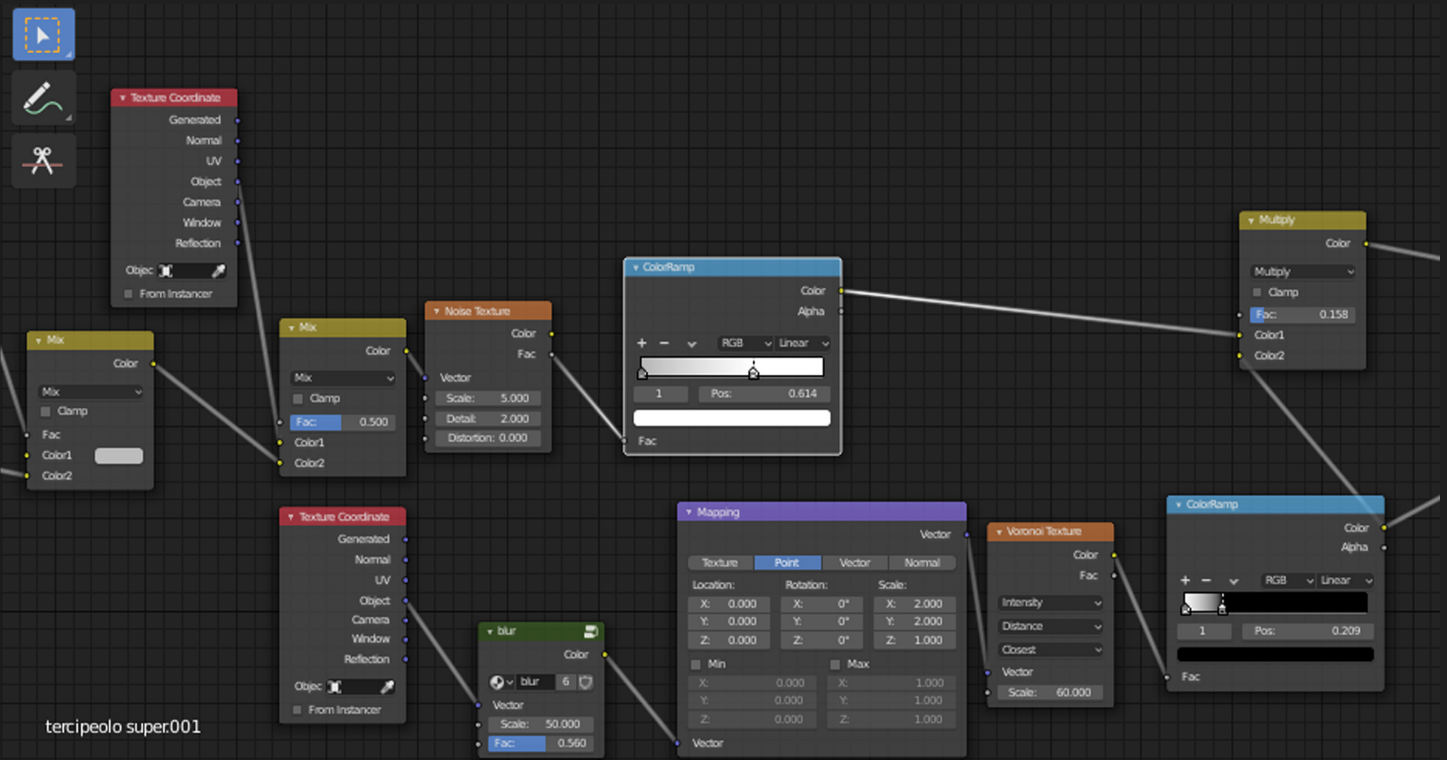 Texture Coordinate
Generated
Normal
UV
Object
Camera
Window
Reflection
Objec
From Instancer
Mix
Color
Mix
Clamp
Fac
Color1
Color2
Mix
Color
Mix
Clamp
Fac: 0.500
Color1
Color2
Noise Texture
Color
Fac
Vector
Scale: 5.000
Detail: 2.000
Distortion: 0.000
ColorRamp
Color
Alpha
RGB Linear
1 Pos: 0.614
Fac
Multiply
Color
Multiply
Clamp
Fac: 0.158
Color1
Color2
Texture Coordinate
Generated
Normal
UV
Object
Camera
Window
Reflection
Objec
From Instancer
blur
Color
blur 6
Vector
Scale: 50.000
Fac: 0.560
Mapping
Vector
Texture Point Vector Normal
Location: Rotation: Scale:
X: 0.000 X: 0° X: 2.000
Y: 0.000 Y: 0° Y: 2.000
Z: 0.000 Z: 0° Z: 1.000
Min Max
X: 0.000 X: 1.000
Y: 0.000 Y: 1.000
Z: 0.000 Z: 1.000
Vector
Voronoi Texture
Color
Fac
Intensity
Distance
Closest
Vector
Scale: 60.000
ColorRamp
Color
Alpha
RGB Linear
1 Pos: 0.209
Fac
tercipeolo super.001